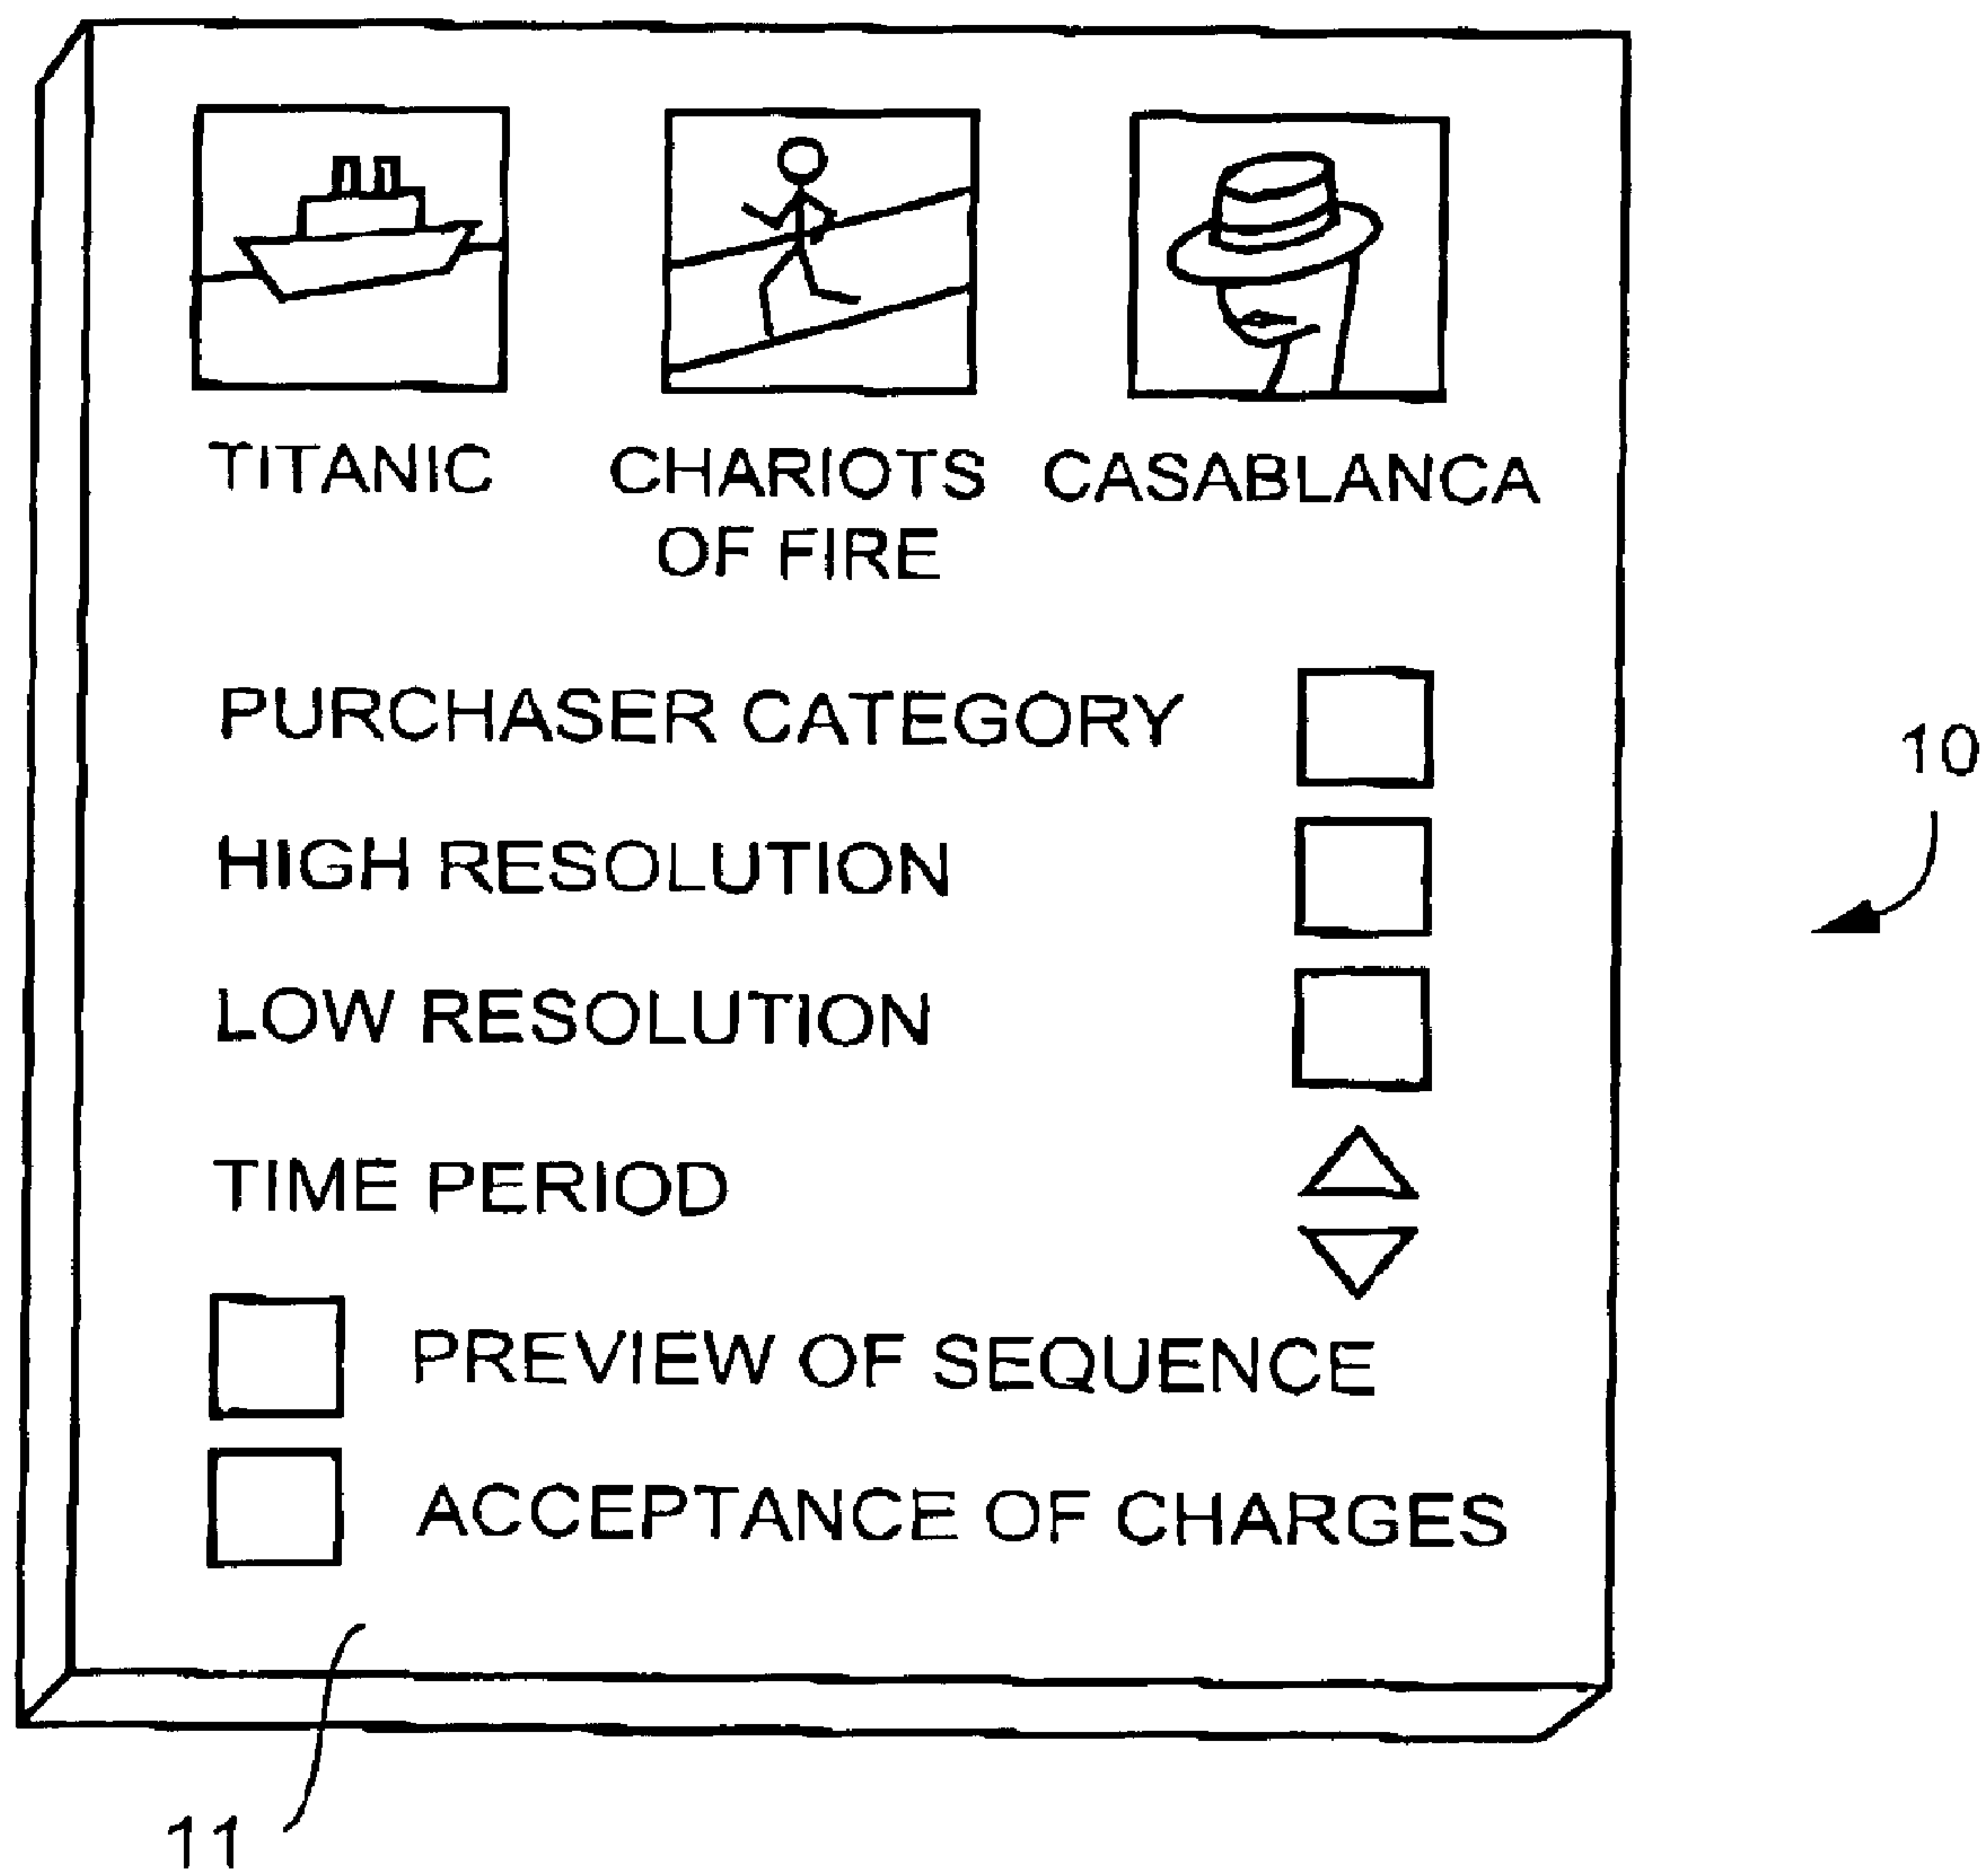 TITANIC
CHARIOTS
OF FIRE
CASABLANCA
PURCHASER CATEGORY
HIGH RESOLUTION
LOW RESOLUTION
TIME PERIOD
PREVIEW OF SEQUENCE
ACCEPTANCE OF CHARGES
10
11